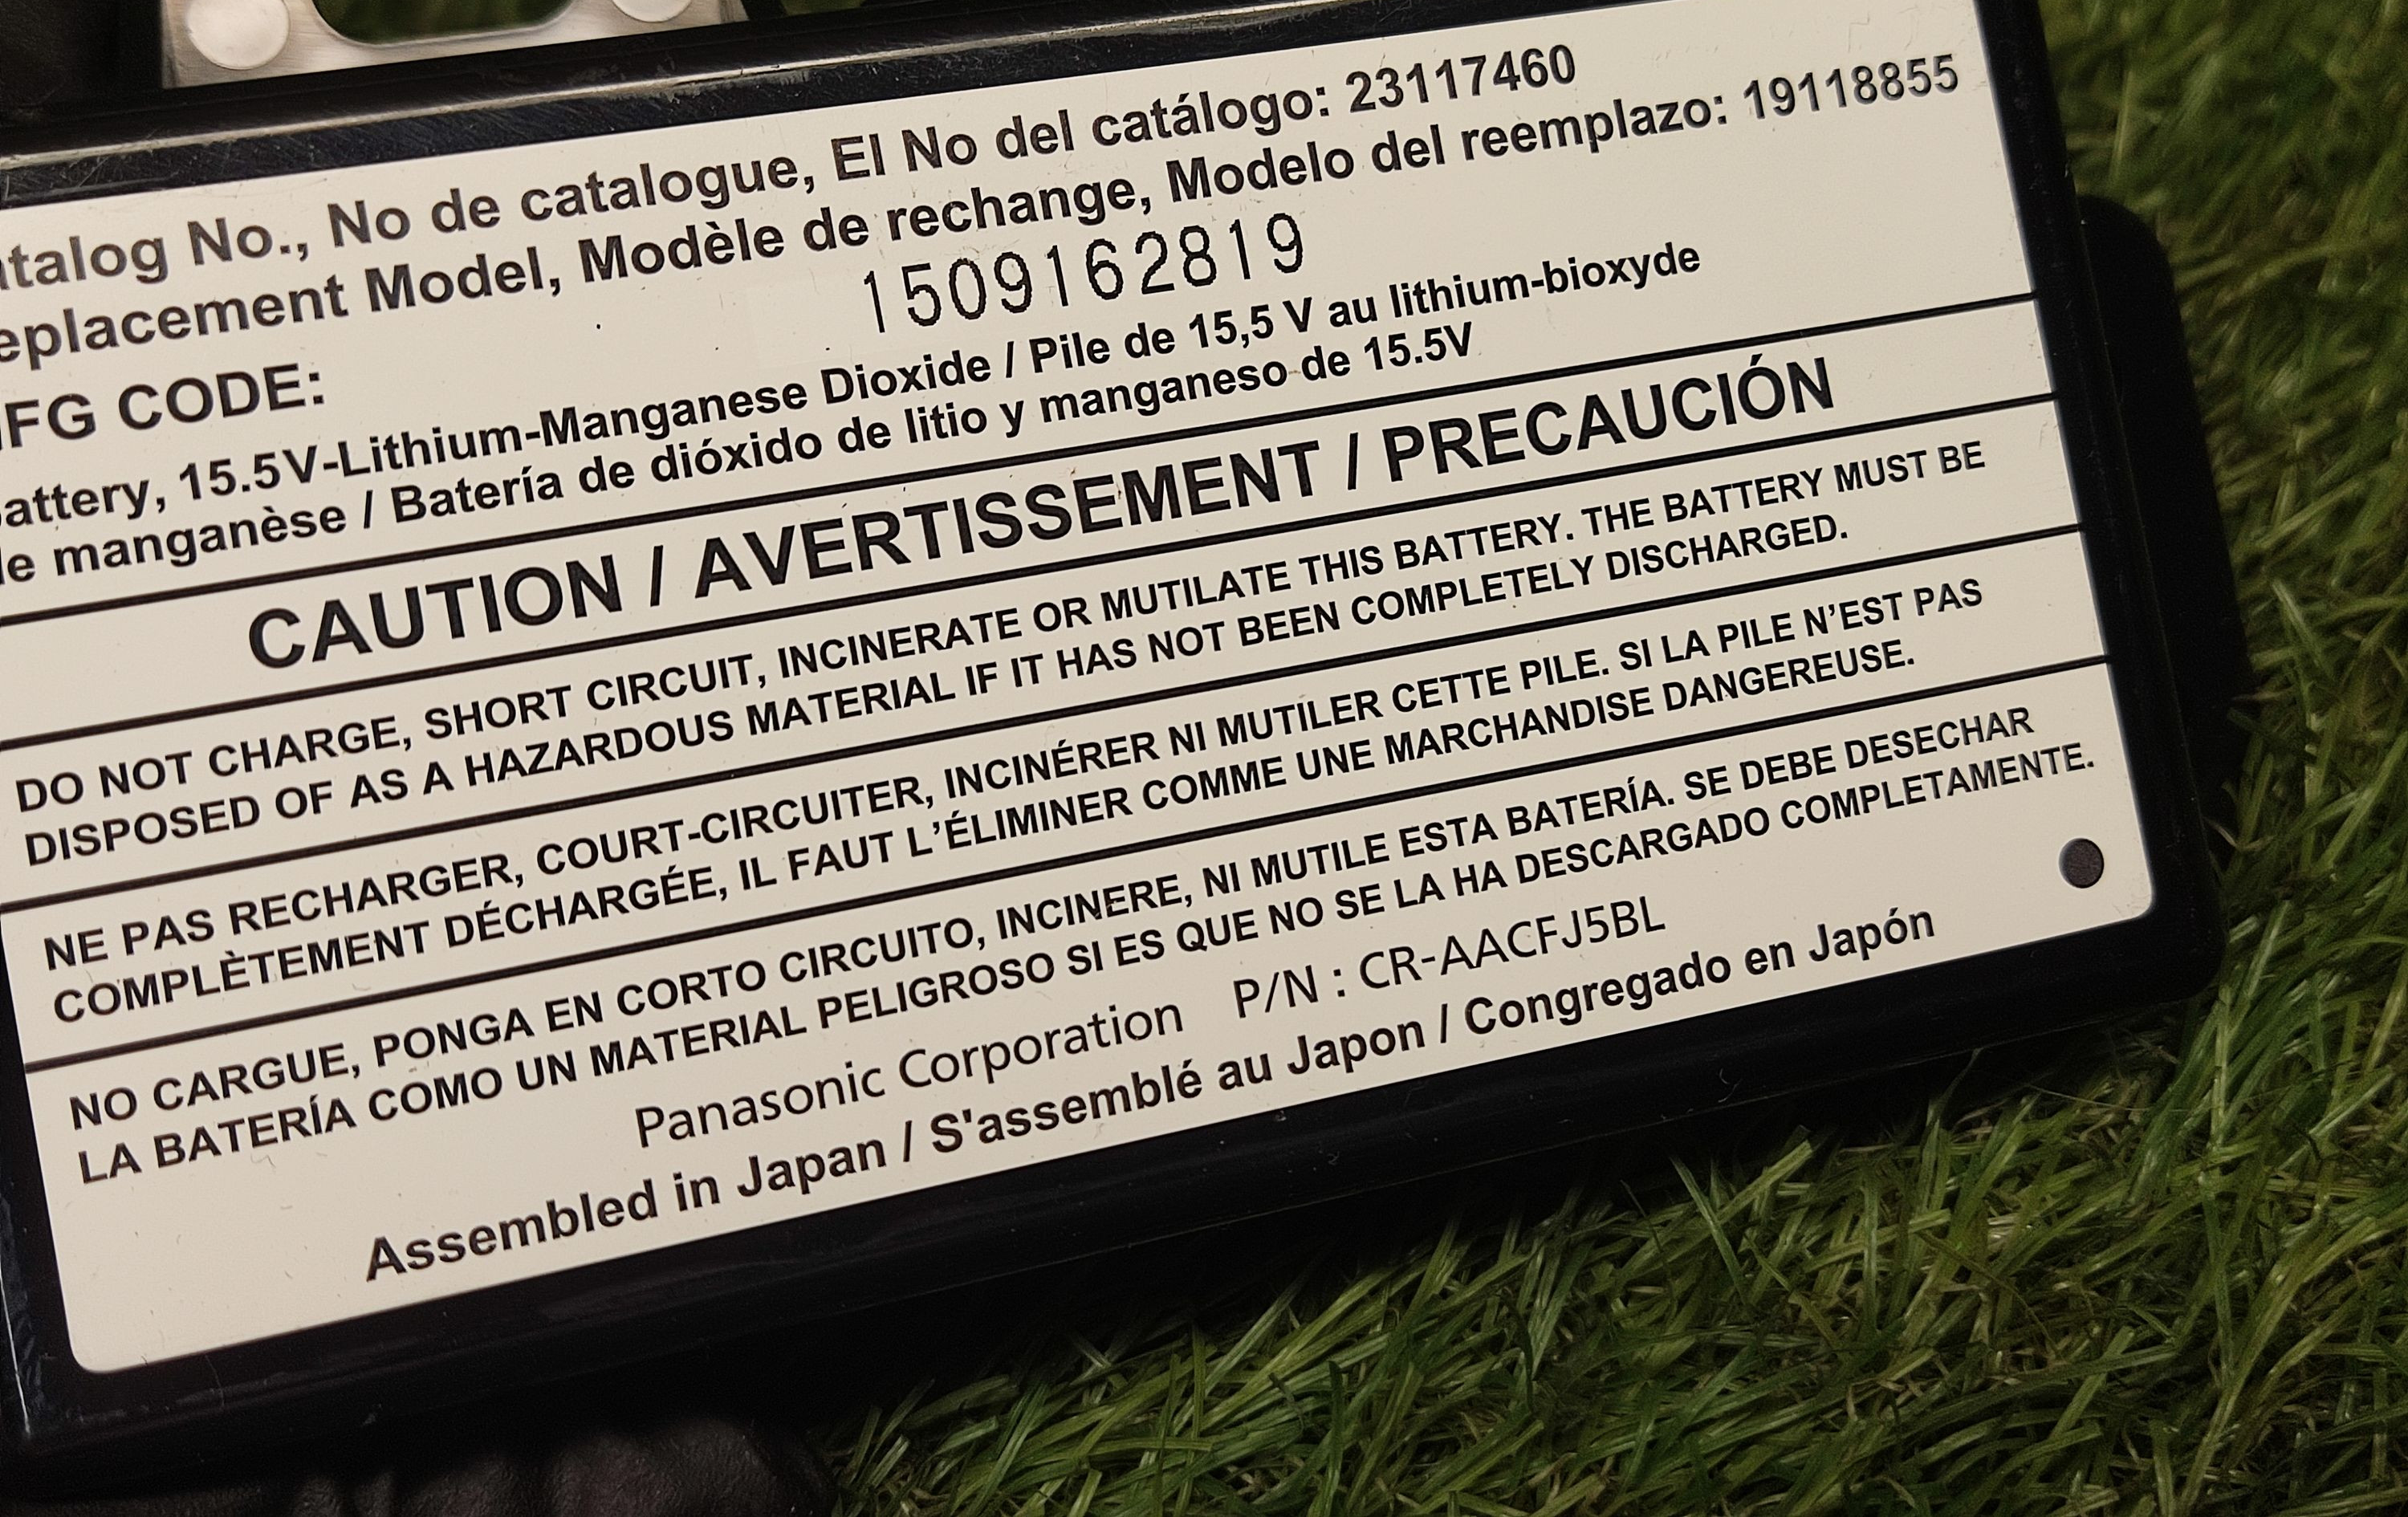 atalog No., No de catalogue, El No del catálogo: 23117460
eplacement Model, Modèle de rechange, Modelo del reemplazo: 19118855
FG CODE: 1509162819
attery, 15.5V-Lithium-Manganese Dioxide / Pile de 15,5 V au lithium-bioxyde
le manganèse / Batería de dióxido de litio y manganeso de 15.5V
CAUTION / AVERTISSEMENT / PRECAUCIÓN
DO NOT CHARGE, SHORT CIRCUIT, INCINERATE OR MUTILATE THIS BATTERY. THE BATTERY MUST BE
DISPOSED OF AS A HAZARDOUS MATERIAL IF IT HAS NOT BEEN COMPLETELY DISCHARGED.
NE PAS RECHARGER, COURT-CIRCUITER, INCINÉRER NI MUTILER CETTE PILE. SI LA PILE N'EST PAS
COMPLÈTEMENT DÉCHARGÉE, IL FAUT L'ÉLIMINER COMME UNE MARCHANDISE DANGEREUSE.
NO CARGUE, PONGA EN CORTO CIRCUITO, INCINERE, NI MUTILE ESTA BATERÍA. SE DEBE DESECHAR
LA BATERÍA COMO UN MATERIAL PELIGROSO SI ES QUE NO SE LA HA DESCARGADO COMPLETAMENTE.
Panasonic Corporation P/N : CR-AACFJ5BL
Assembled in Japan / S'assemblé au Japon / Congregado en Japón